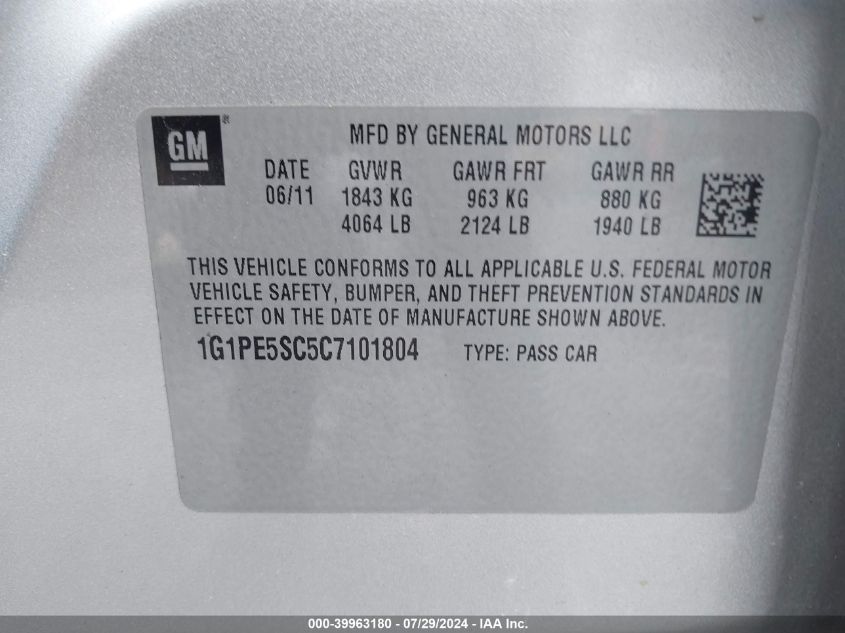 GM®
MFD BY GENERAL MOTORS LLC
DATE GVWR GAWR FRT GAWR RR
06/11 1843 KG 963 KG 880 KG
4064 LB 2124 LB 1940 LB
THIS VEHICLE CONFORMS TO ALL APPLICABLE U.S. FEDERAL MOTOR
VEHICLE SAFETY, BUMPER, AND THEFT PREVENTION STANDARDS IN
EFFECT ON THE DATE OF MANUFACTURE SHOWN ABOVE.
1G1PE5SC5C7101804 TYPE: PASS CAR
000-39963180 / 07/29/2024 - IAA Inc.